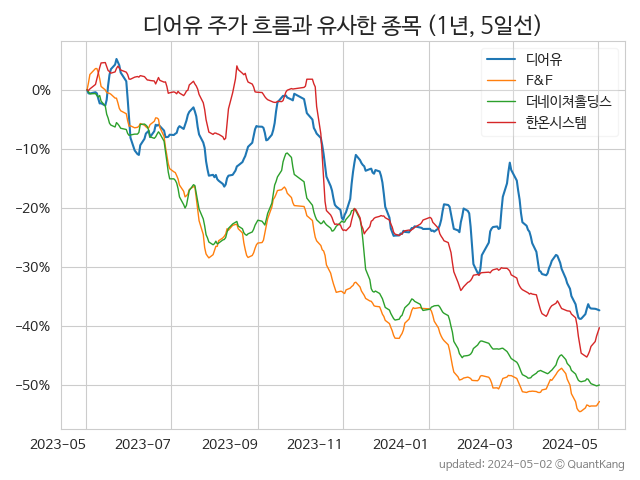 디어유 주가 흐름과 유사한 종목 (1년, 5일선)
디어유
F&F
더네이쳐홀딩스
한온시스템
0%
−10%
−20%
−30%
−40%
−50%
2023-05
2023-07
2023-09
2023-11
2024-01
2024-03
2024-05
updated: 2024-05-02 © QuantKang